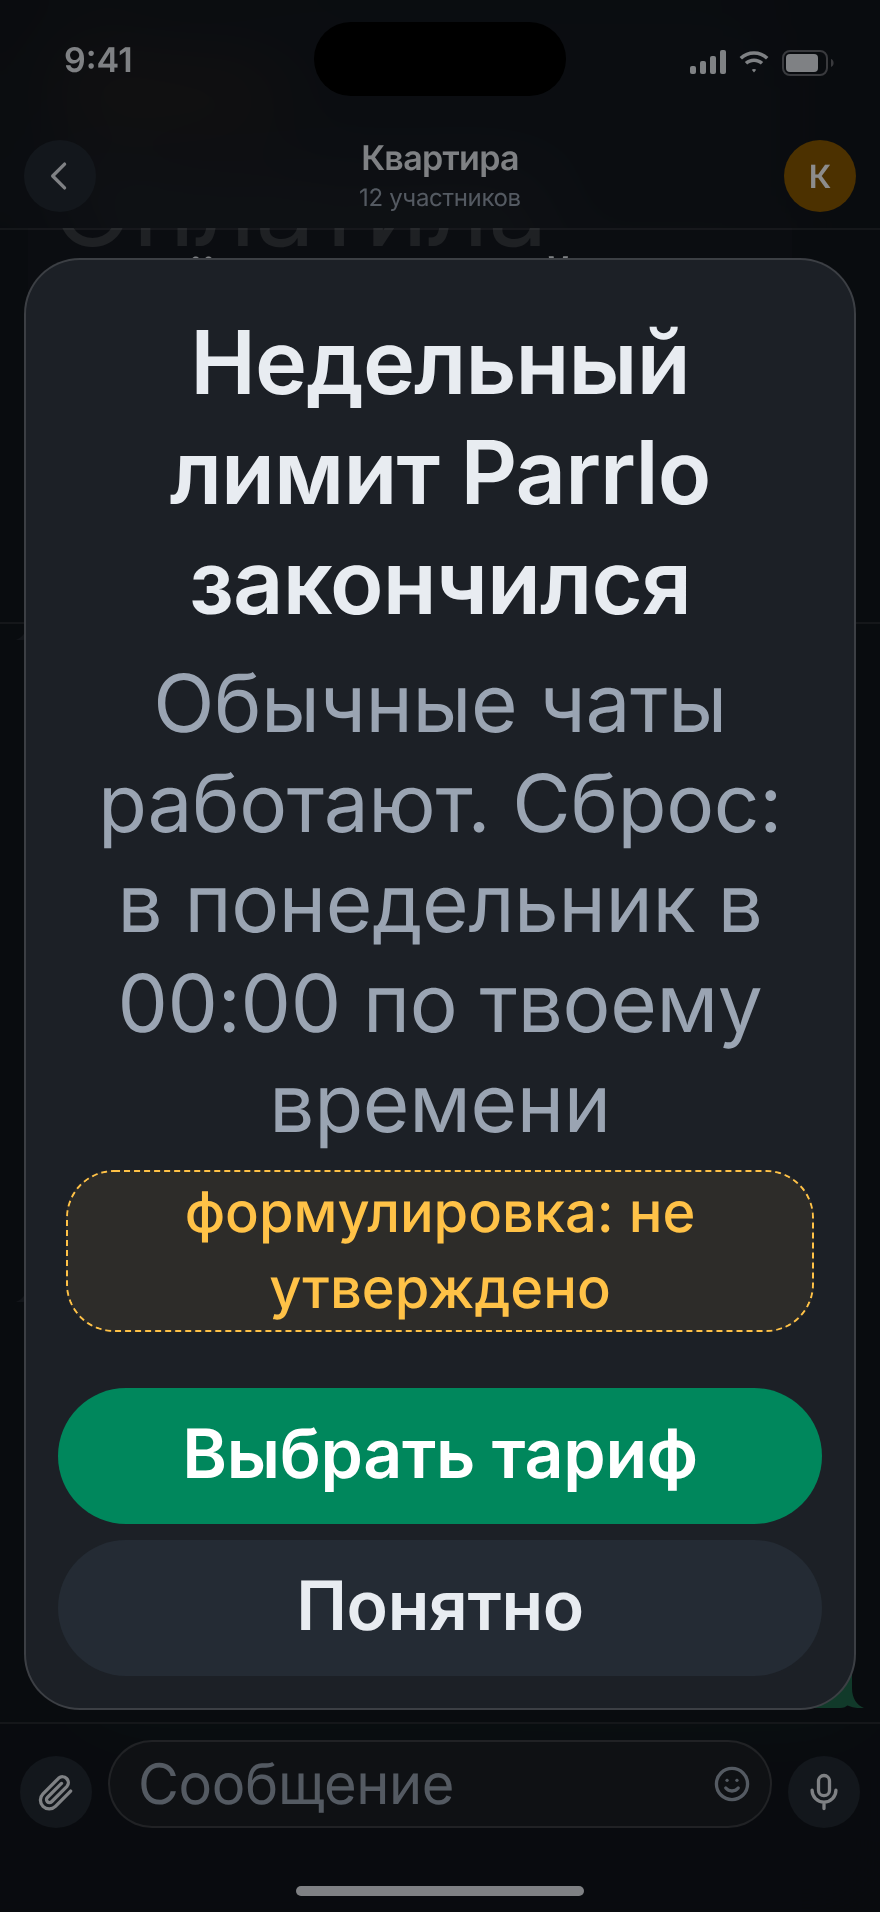 9:41
Квартира
12 участников
К
Недельный
лимит Parrlo
закончился
Обычные чаты
работают. Сброс:
в понедельник в
00:00 по твоему
времени
формулировка: не
утверждено
Выбрать тариф
Понятно
Сообщение